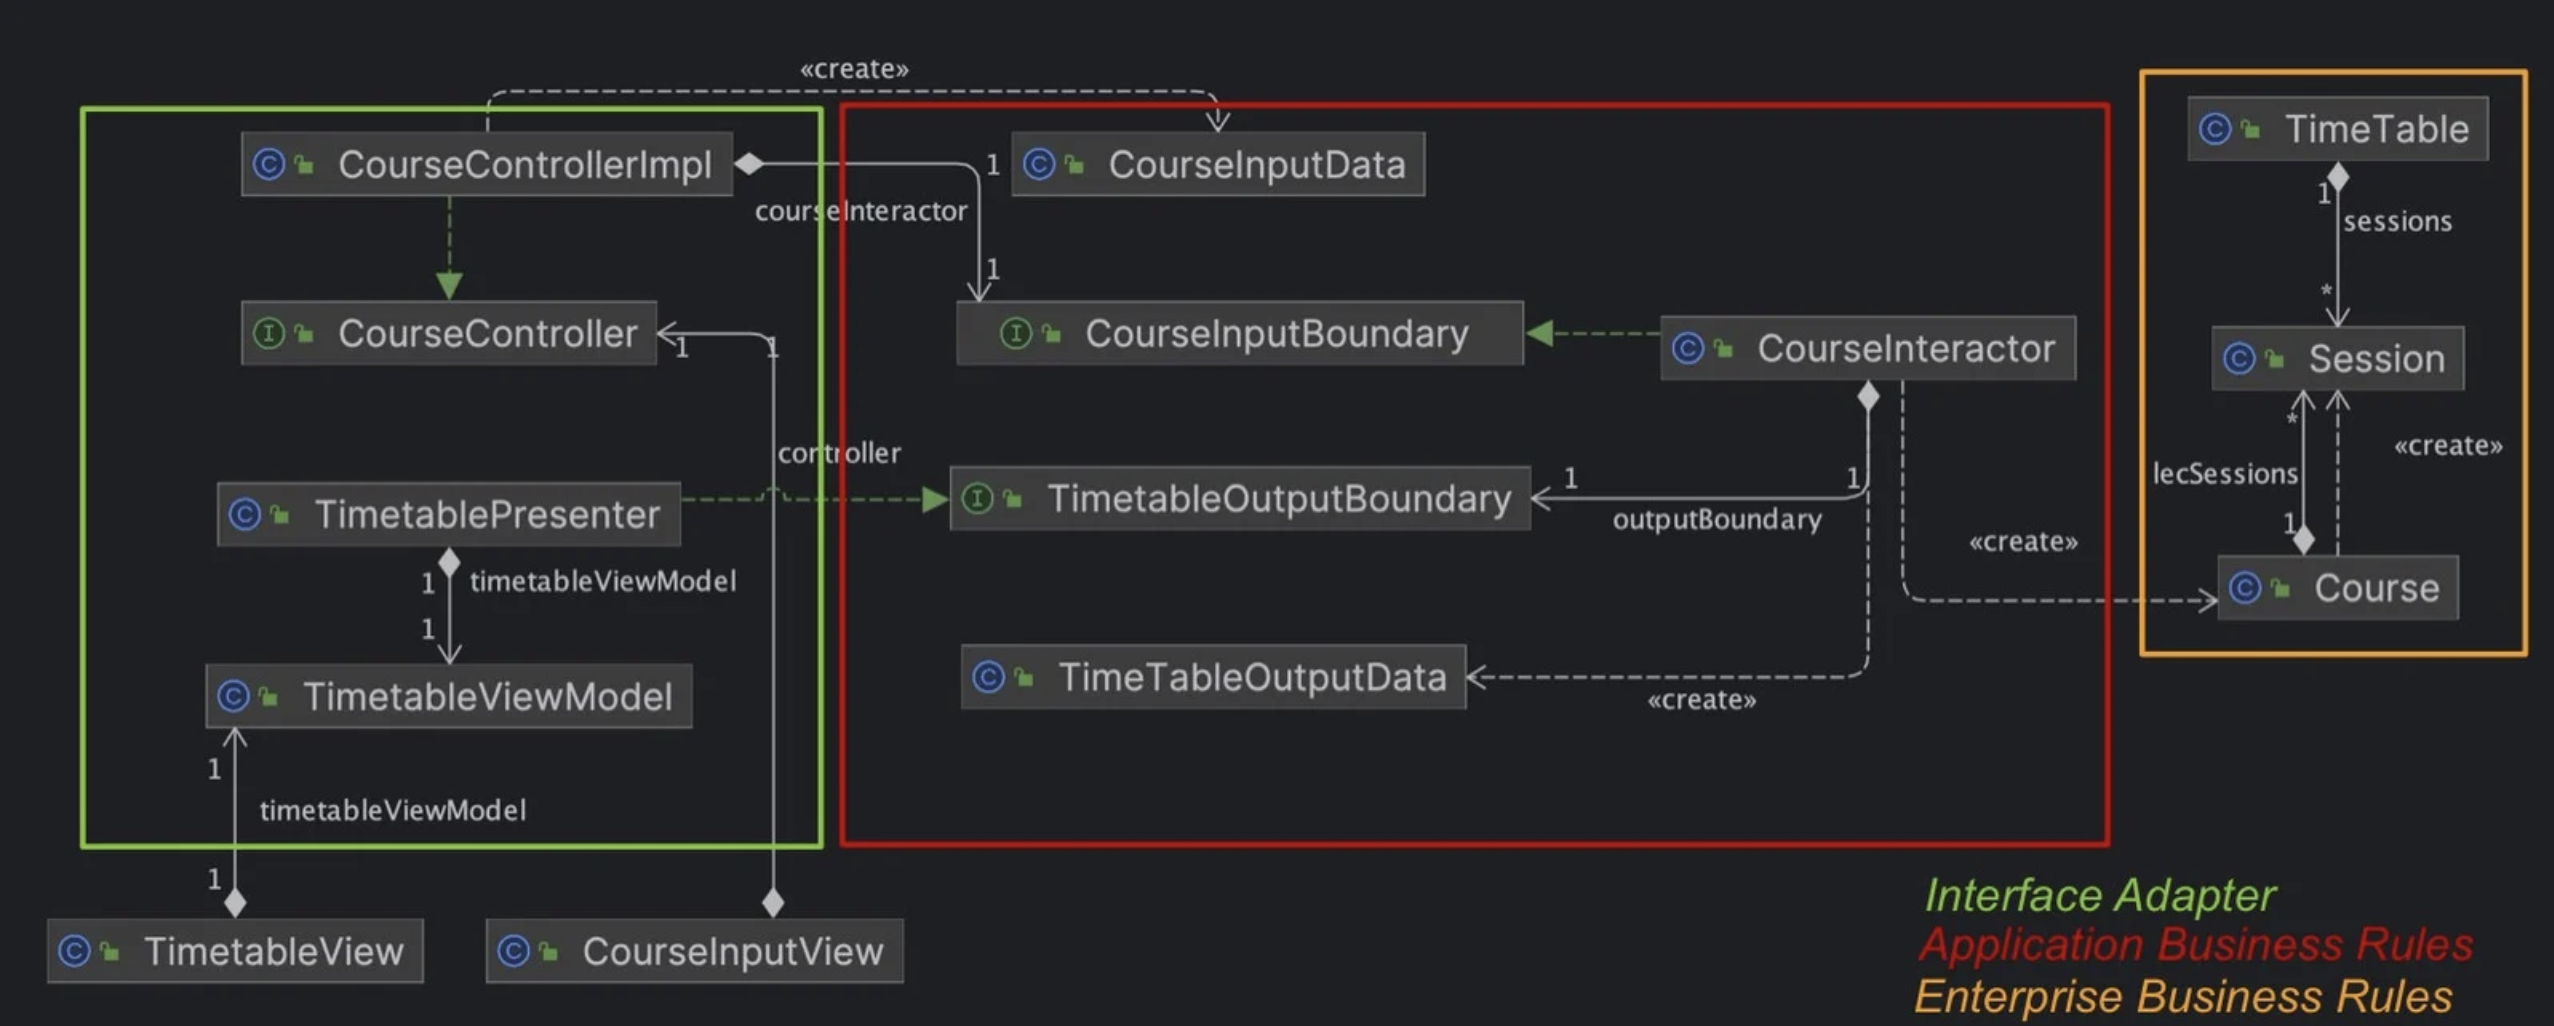 «create»
CourseControllerImpl
1
CourseInputData
TimeTable
courseInteractor
1
1
sessions
*
CourseController
1
1
CourseInputBoundary
CourseInteractor
Session
*
«create»
controller
lecSessions
TimetablePresenter
TimetableOutputBoundary
1
1
outputBoundary
1
«create»
1
timetableViewModel
1
Course
TimetableViewModel
TimeTableOutputData
«create»
1
timetableViewModel
1
TimetableView
CourseInputView
Interface Adapter
Application Business Rules
Enterprise Business Rules